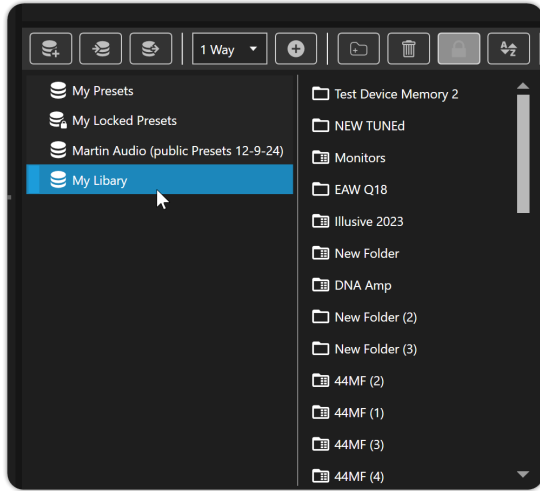 1 Way
My Presets
My Locked Presets
Martin Audio (public Presets 12-9-24)
My Libary
Test Device Memory 2
NEW TUNEd
Monitors
EAW Q18
Illusive 2023
New Folder
DNA Amp
New Folder (2)
New Folder (3)
44MF (2)
44MF (1)
44MF (3)
44MF (4)